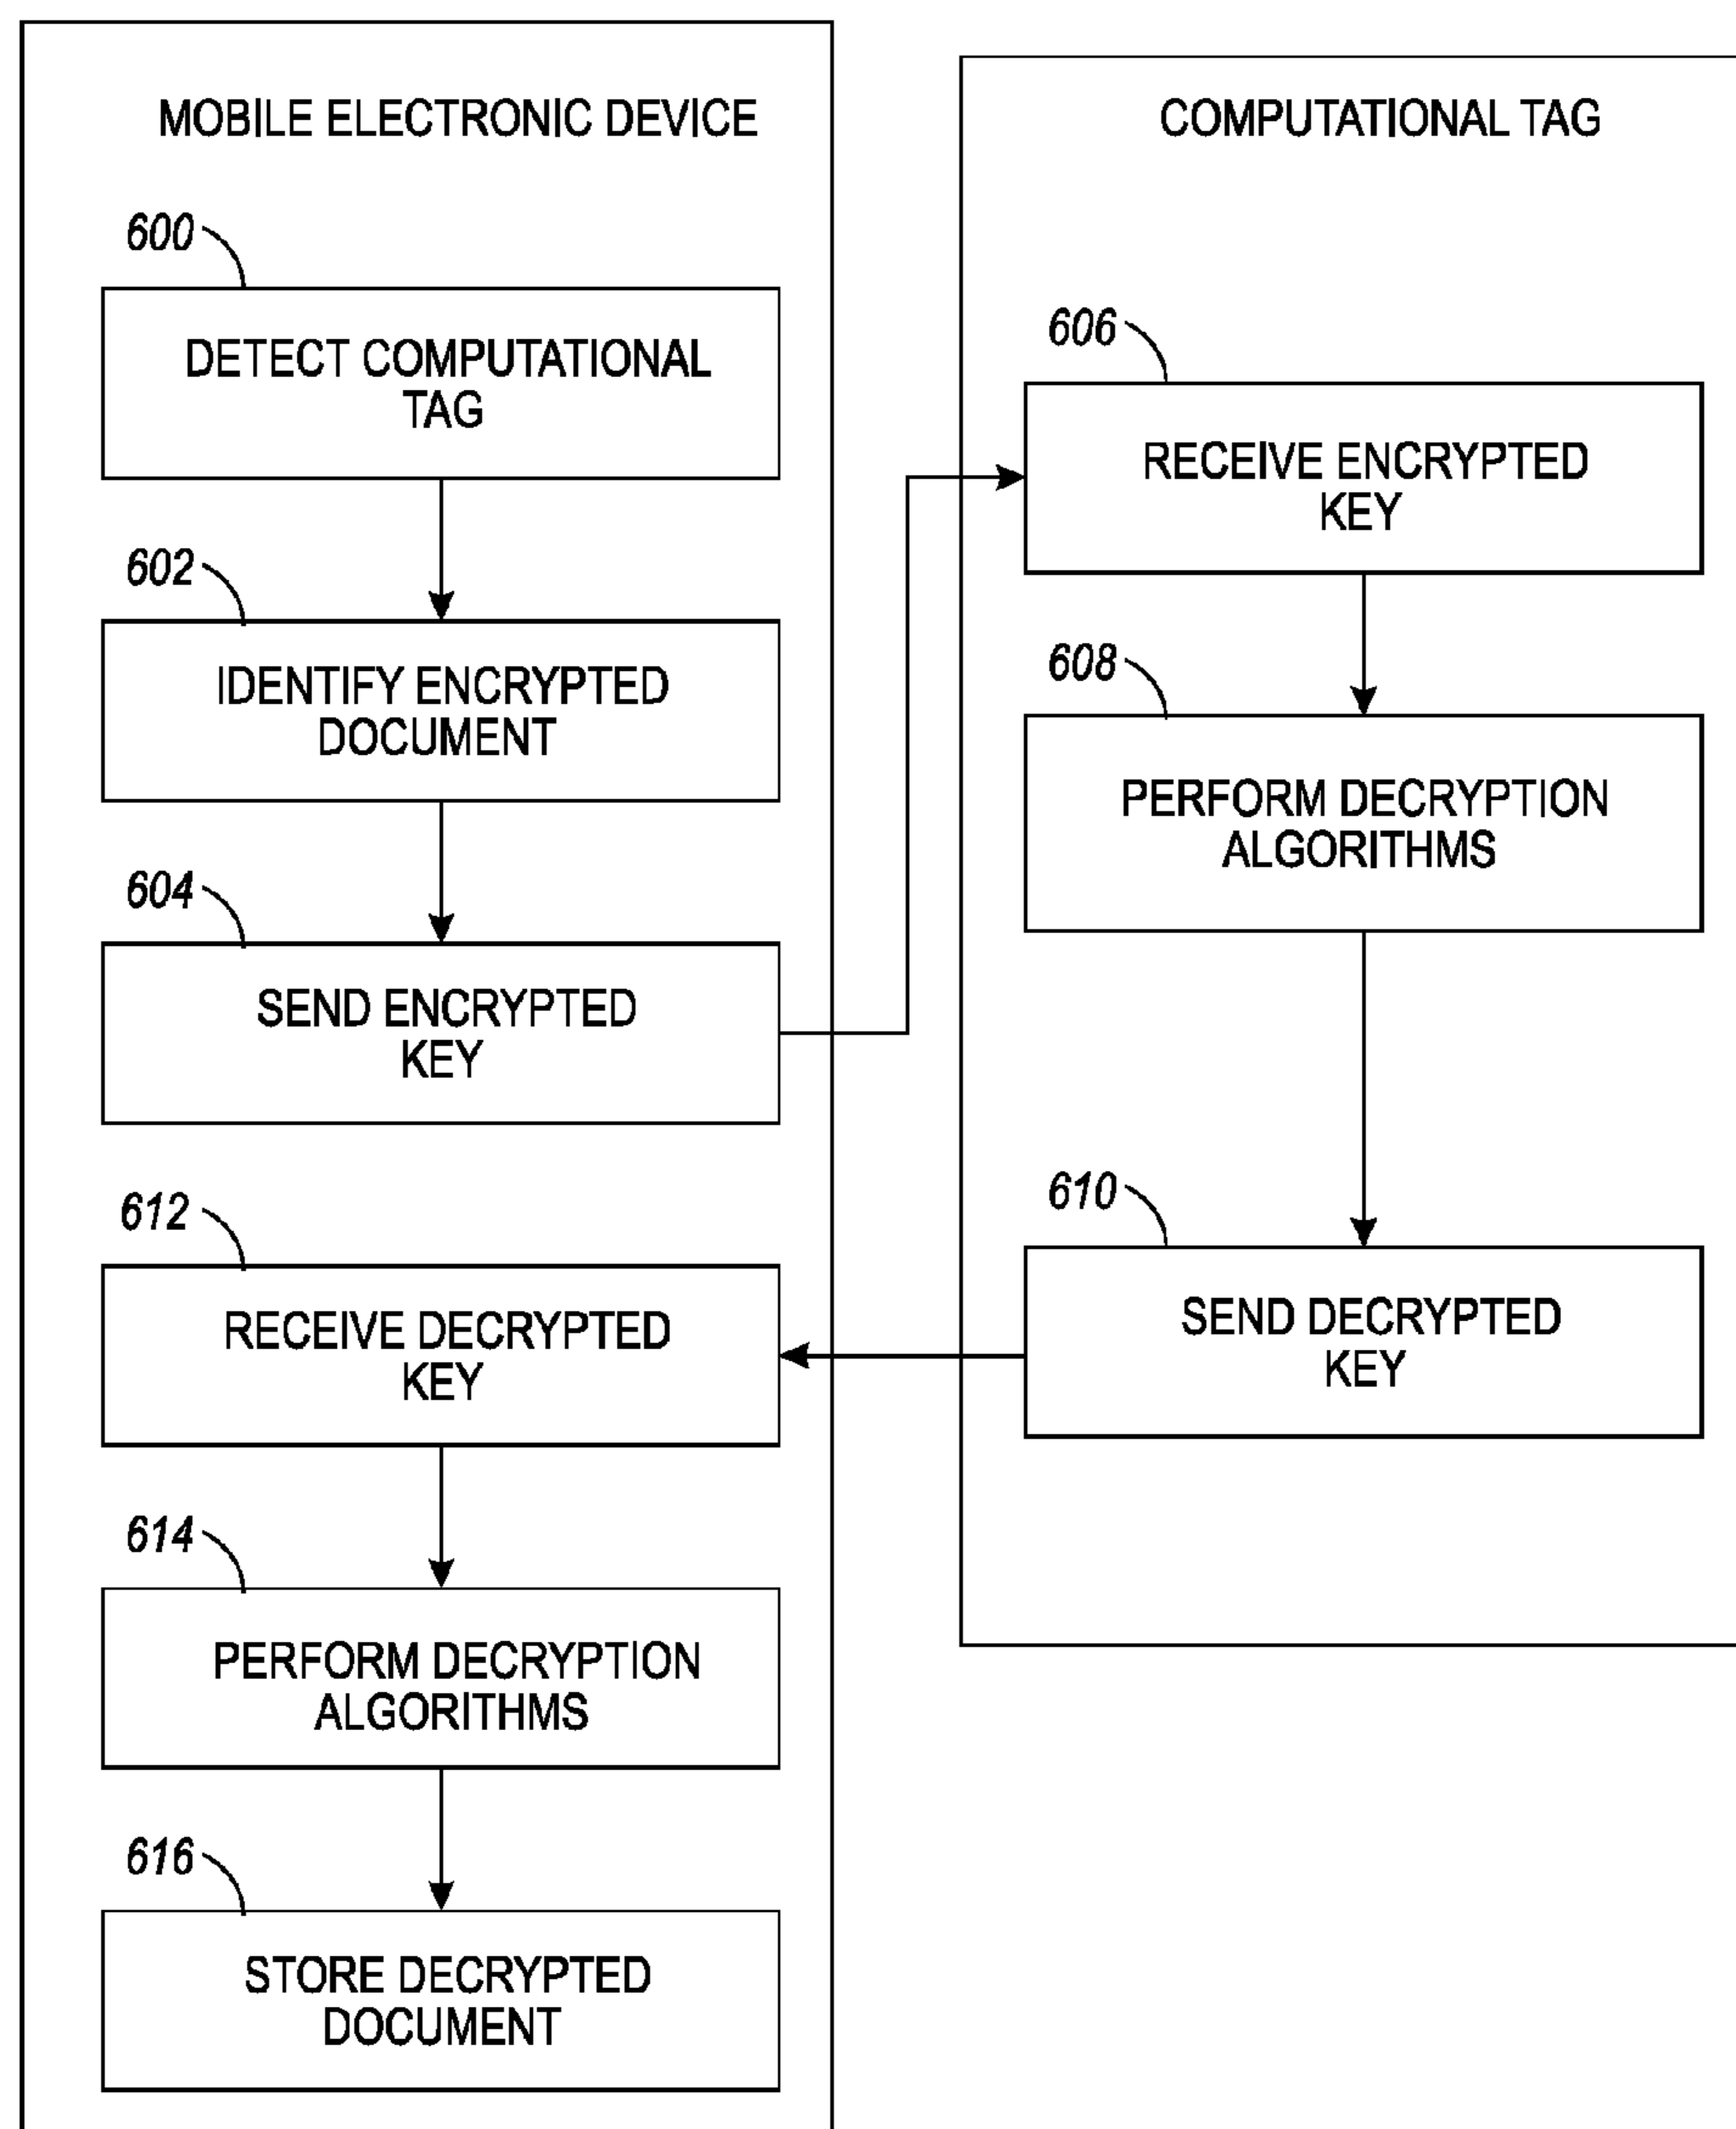 MOBILE ELECTRONIC DEVICE
600
DETECT COMPUTATIONAL
TAG
602
IDENTIFY ENCRYPTED
DOCUMENT
604
SEND ENCRYPTED
KEY
612
RECEIVE DECRYPTED
KEY
614
PERFORM DECRYPTION
ALGORITHMS
616
STORE DECRYPTED
DOCUMENT
COMPUTATIONAL TAG
606
RECEIVE ENCRYPTED
KEY
608
PERFORM DECRYPTION
ALGORITHMS
610
SEND DECRYPTED
KEY